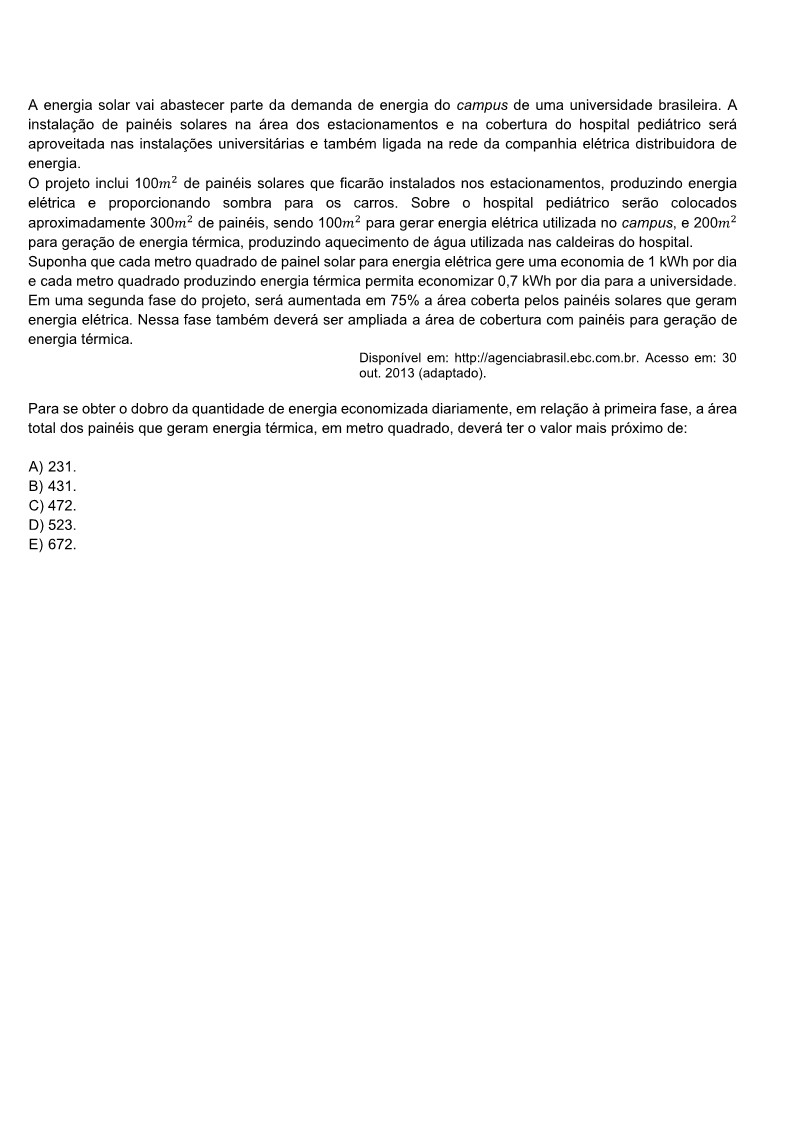 A energia solar vai abastecer parte da demanda de energia do campus de uma universidade brasileira. A
instalação de painéis solares na área dos estacionamentos e na cobertura do hospital pediátrico será
aproveitada nas instalações universitárias e também ligada na rede da companhia elétrica distribuidora de
energia.
O projeto inclui 100m² de painéis solares que ficarão instalados nos estacionamentos, produzindo energia
elétrica e proporcionando sombra para os carros. Sobre o hospital pediátrico serão colocados
aproximadamente 300m² de painéis, sendo 100m² para gerar energia elétrica utilizada no campus, e 200m²
para geração de energia térmica, produzindo aquecimento de água utilizada nas caldeiras do hospital.
Suponha que cada metro quadrado de painel solar para energia elétrica gere uma economia de 1 kWh por dia
e cada metro quadrado produzindo energia térmica permita economizar 0,7 kWh por dia para a universidade.
Em uma segunda fase do projeto, será aumentada em 75% a área coberta pelos painéis solares que geram
energia elétrica. Nessa fase também deverá ser ampliada a área de cobertura com painéis para geração de
energia térmica.
Disponível em: http://agenciabrasil.ebc.com.br. Acesso em: 30
out. 2013 (adaptado).
Para se obter o dobro da quantidade de energia economizada diariamente, em relação à primeira fase, a área
total dos painéis que geram energia térmica, em metro quadrado, deverá ter o valor mais próximo de:
A) 231.
B) 431.
C) 472.
D) 523.
E) 672.